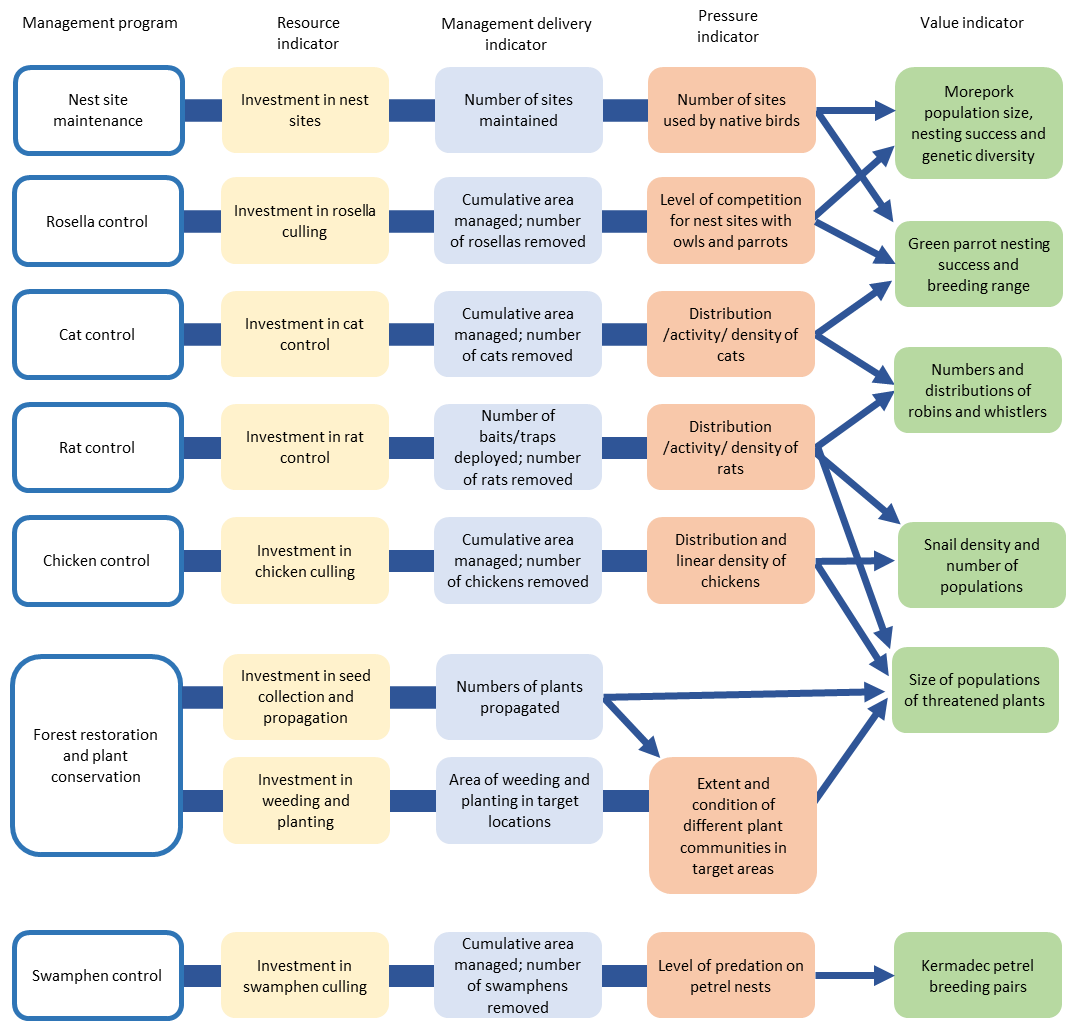 Management program
Resource
indicator
Management delivery
indicator
Pressure
indicator
Value indicator
Nest site
maintenance
Investment in nest
sites
Number of sites
maintained
Number of sites
used by native birds
Morepork
population size,
nesting success and
genetic diversity
Rosella control
Investment in rosella
culling
Cumulative area
managed; number
of rosellas removed
Level of competition
for nest sites with
owls and parrots
Green parrot nesting
success and
breeding range
Cat control
Investment in cat
control
Cumulative area
managed; number
of cats removed
Distribution
/activity/ density of
cats
Numbers and
distributions of
robins and whistlers
Rat control
Investment in rat
control
Number of
baits/traps
deployed; number
of rats removed
Distribution
/activity/ density of
rats
Chicken control
Investment in
chicken culling
Cumulative area
managed; number
of chickens removed
Distribution and
linear density of
chickens
Snail density and
number of
populations
Forest restoration
and plant
conservation
Investment in seed
collection and
propagation
Numbers of plants
propagated
Size of populations
of threatened plants
Investment in
weeding and
planting
Area of weeding and
planting in target
locations
Extent and
condition of
different plant
communities in
target areas
Swamphen control
Investment in
swamphen culling
Cumulative area
managed; number
of swamphens
removed
Level of predation on
petrel nests
Kermadec petrel
breeding pairs